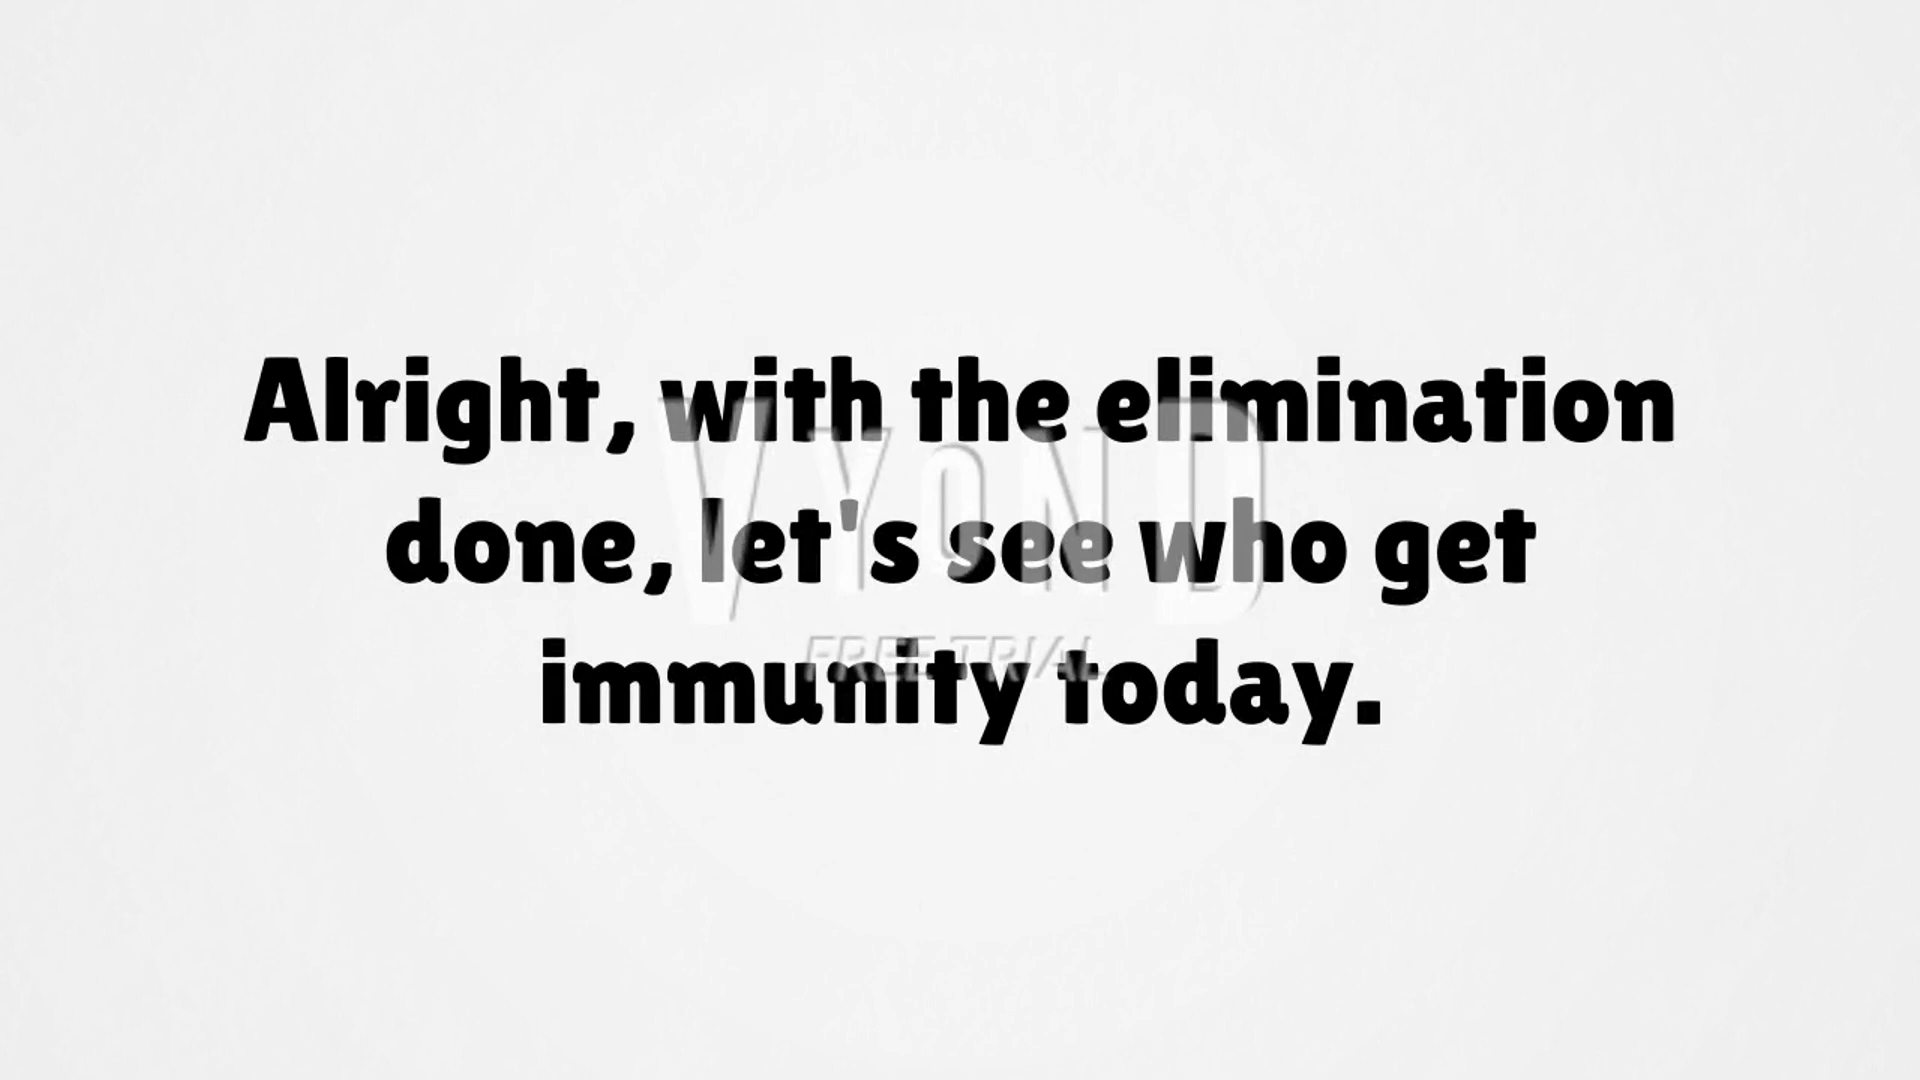 Alright, with the elimination
done, let's see who get
immunity today.
VYOND
FREE TRIAL